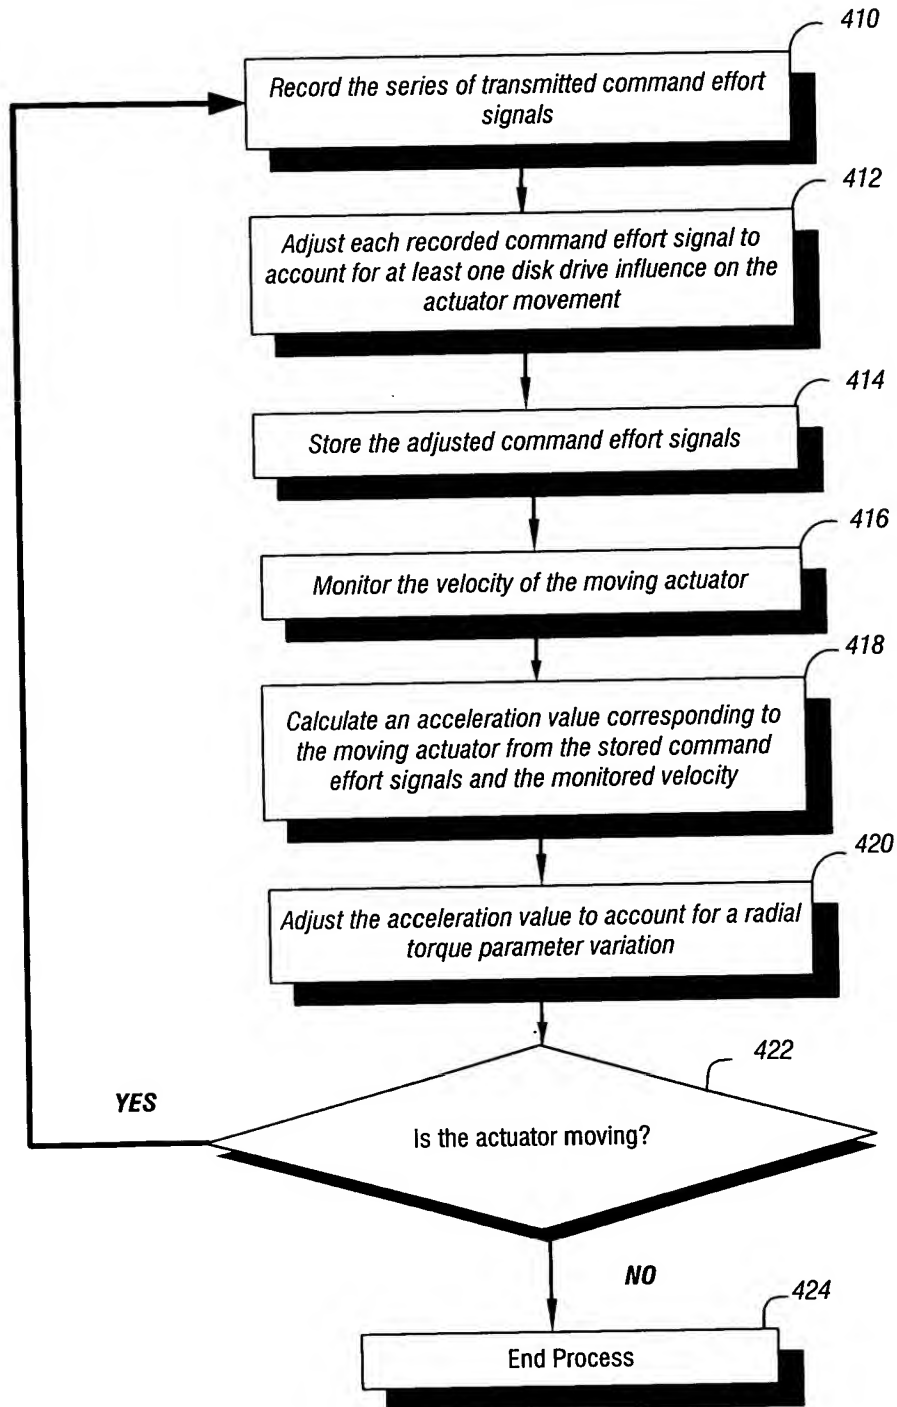 410
Record the series of transmitted command effort
signals
412
Adjust each recorded command effort signal to
account for at least one disk drive influence on the
actuator movement
414
Store the adjusted command effort signals
416
Monitor the velocity of the moving actuator
418
Calculate an acceleration value corresponding to
the moving actuator from the stored command
effort signals and the monitored velocity
420
Adjust the acceleration value to account for a radial
torque parameter variation
422
YES
Is the actuator moving?
NO
424
End Process